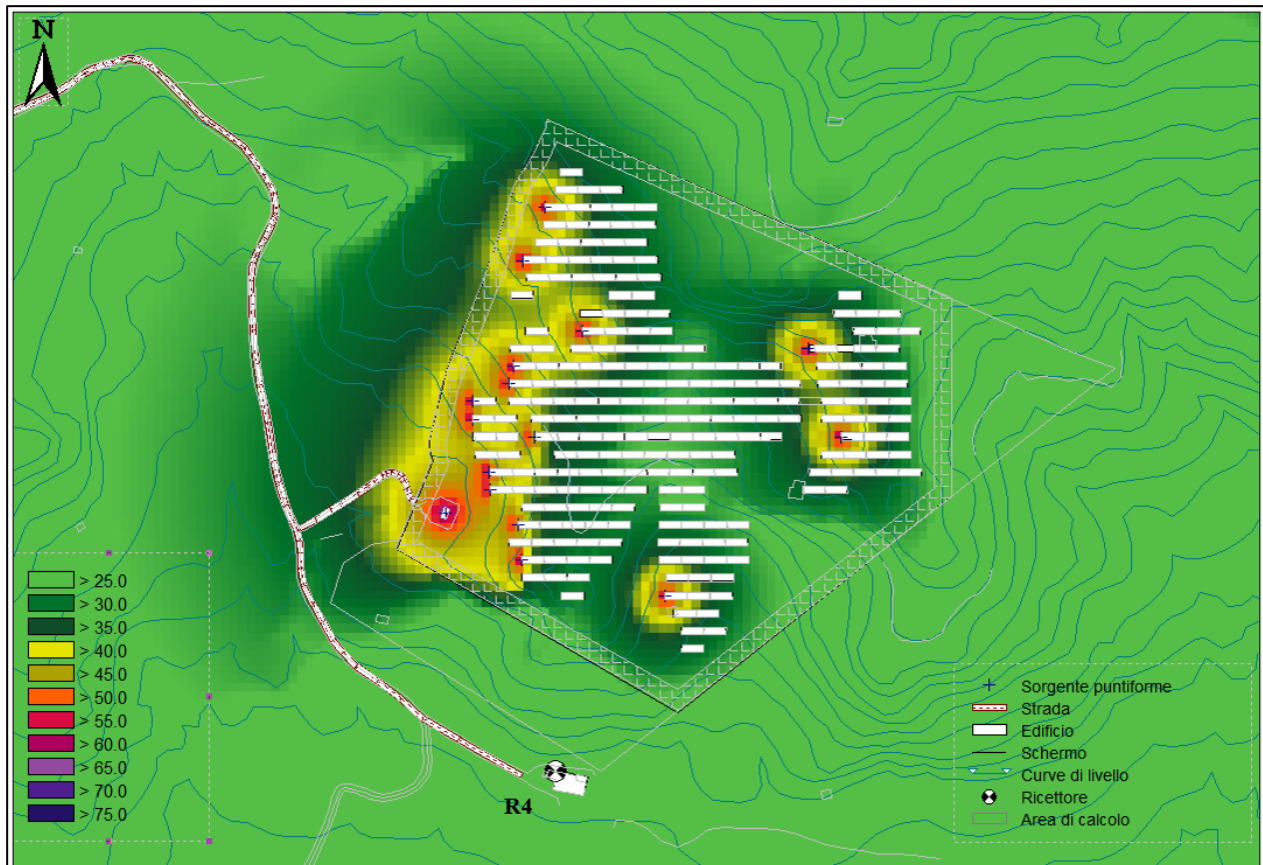 N
> 25.0
> 30.0
> 35.0
> 40.0
> 45.0
> 50.0
> 55.0
> 60.0
> 65.0
> 70.0
> 75.0
R4
Sorgente puntiforme
Strada
Edificio
Schermo
Curve di livello
Ricettore
Area di calcolo